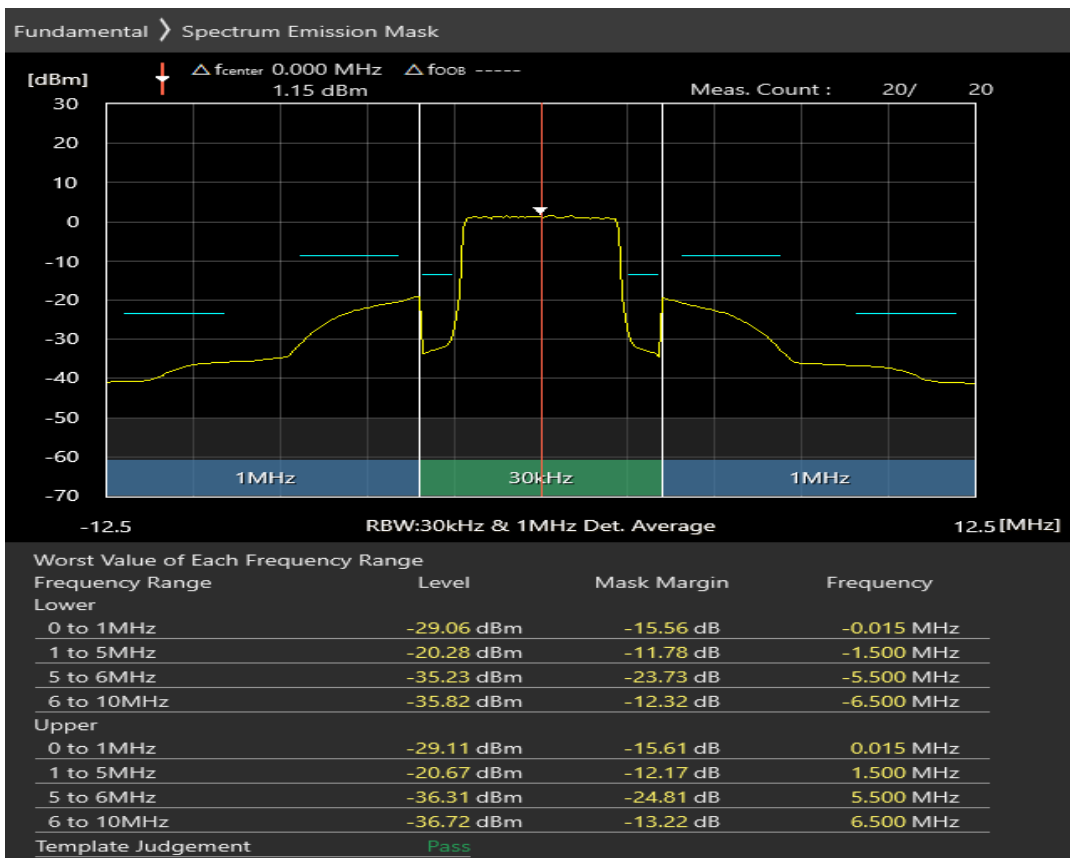 Fundamental ❯ Spectrum Emission Mask
△ fcenter 0.000 MHz △ fOOB -----
[dBm] 1.15 dBm Meas. Count : 20/ 20
30
20
10
0
-10
-20
-30
-40
-50
-60
1MHz 30kHz 1MHz
-70
-12.5 RBW:30kHz & 1MHz Det. Average 12.5 [MHz]
Worst Value of Each Frequency Range
Frequency Range Level Mask Margin Frequency
Lower
0 to 1MHz -29.06 dBm -15.56 dB -0.015 MHz
1 to 5MHz -20.28 dBm -11.78 dB -1.500 MHz
5 to 6MHz -35.23 dBm -23.73 dB -5.500 MHz
6 to 10MHz -35.82 dBm -12.32 dB -6.500 MHz
Upper
0 to 1MHz -29.11 dBm -15.61 dB 0.015 MHz
1 to 5MHz -20.67 dBm -12.17 dB 1.500 MHz
5 to 6MHz -36.31 dBm -24.81 dB 5.500 MHz
6 to 10MHz -36.72 dBm -13.22 dB 6.500 MHz
Template Judgement Pass